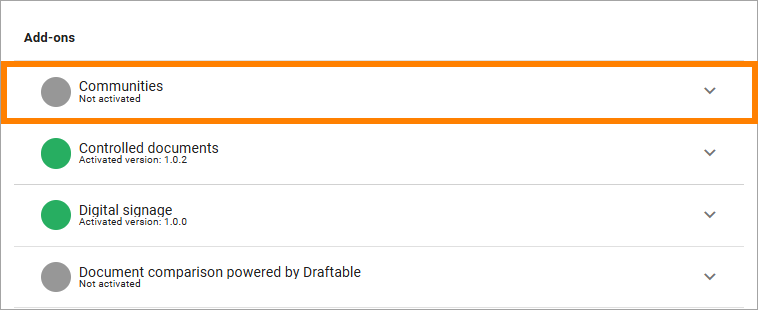 Add-ons
Communities
Not activated
Controlled documents
Activated version: 1.0.2
Digital signage
Activated version: 1.0.0
Document comparison powered by Draftable
Not activated